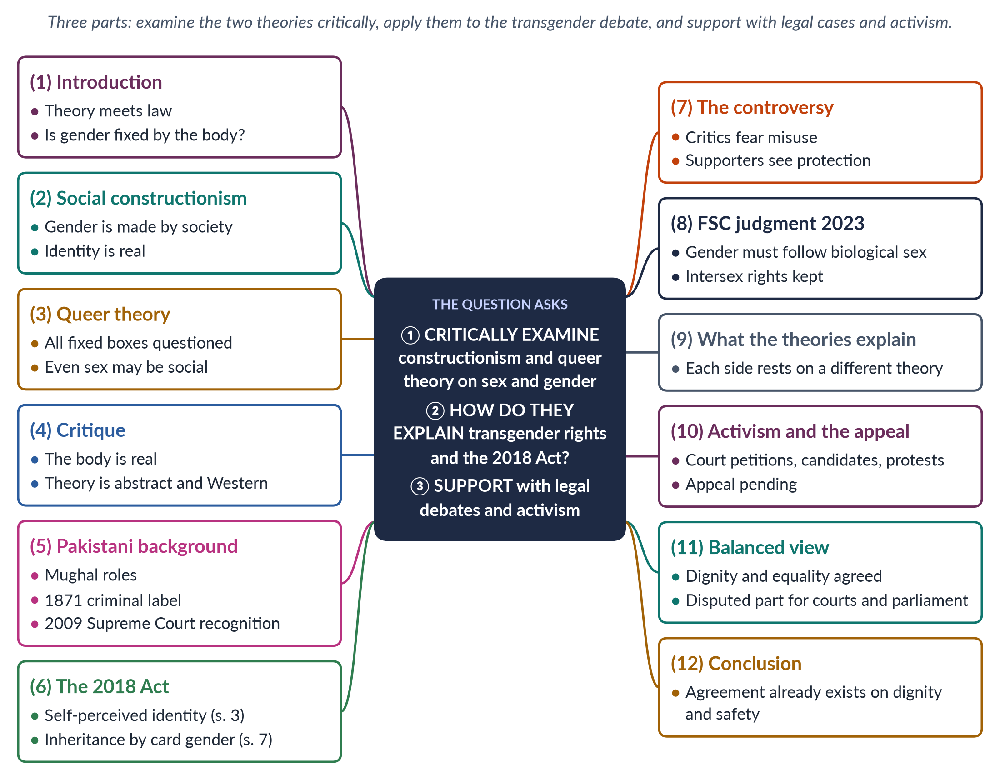 Three parts: examine the two theories critically, apply them to the transgender debate, and support with legal cases and activism.
(1) Introduction
• Theory meets law
• Is gender fixed by the body?
(2) Social constructionism
• Gender is made by society
• Identity is real
(3) Queer theory
• All fixed boxes questioned
• Even sex may be social
(4) Critique
• The body is real
• Theory is abstract and Western
(5) Pakistani background
• Mughal roles
• 1871 criminal label
• 2009 Supreme Court recognition
(6) The 2018 Act
• Self-perceived identity (s. 3)
• Inheritance by card gender (s. 7)
THE QUESTION ASKS
① CRITICALLY EXAMINE
constructionism and queer
theory on sex and gender
② HOW DO THEY
EXPLAIN transgender rights
and the 2018 Act?
③ SUPPORT with legal
debates and activism
(7) The controversy
• Critics fear misuse
• Supporters see protection
(8) FSC judgment 2023
• Gender must follow biological sex
• Intersex rights kept
(9) What the theories explain
• Each side rests on a different theory
(10) Activism and the appeal
• Court petitions, candidates, protests
• Appeal pending
(11) Balanced view
• Dignity and equality agreed
• Disputed part for courts and parliament
(12) Conclusion
• Agreement already exists on dignity
and safety